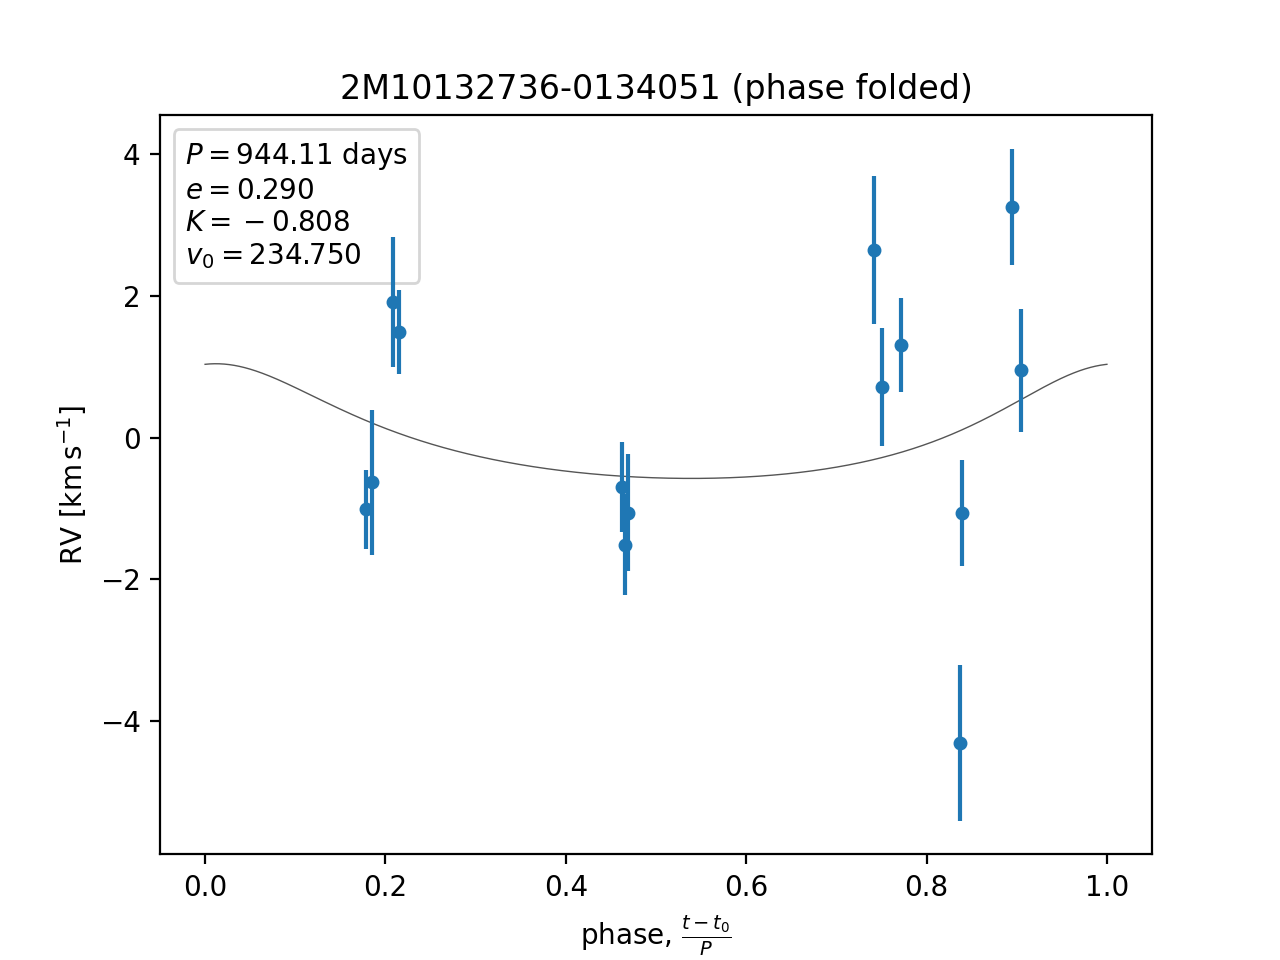 2M10132736-0134051 (phase folded)
P = 944.11 days
e = 0.290
K = −0.808
v₀ = 234.750
4
2
0
−2
−4
RV [km s⁻¹]
0.0 0.2 0.4 0.6 0.8 1.0
phase, (t − t₀)/P